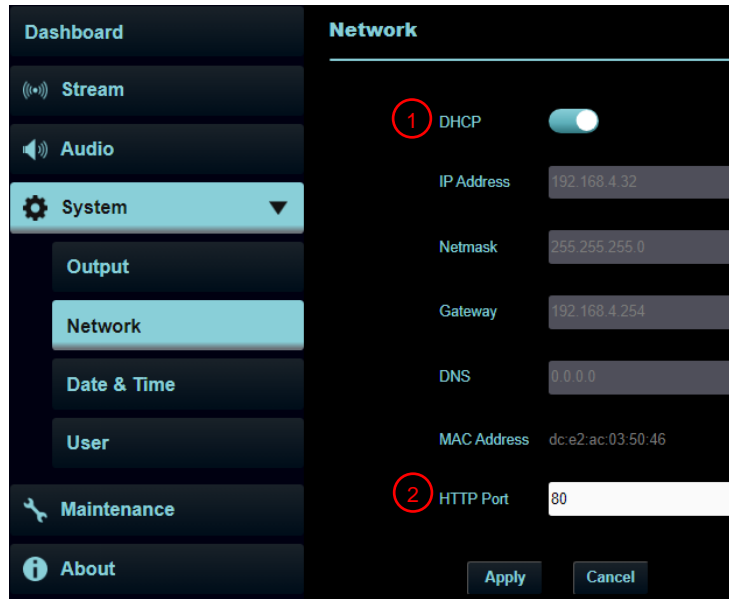 Dashboard
Stream
Audio
System
Output
Network
Date & Time
User
Maintenance
About
Network
1 DHCP
IP Address 192.168.4.32
Netmask 255.255.255.0
Gateway 192.168.4.254
DNS 0.0.0.0
MAC Address dc:e2:ac:03:50:46
2 HTTP Port 80
Apply Cancel